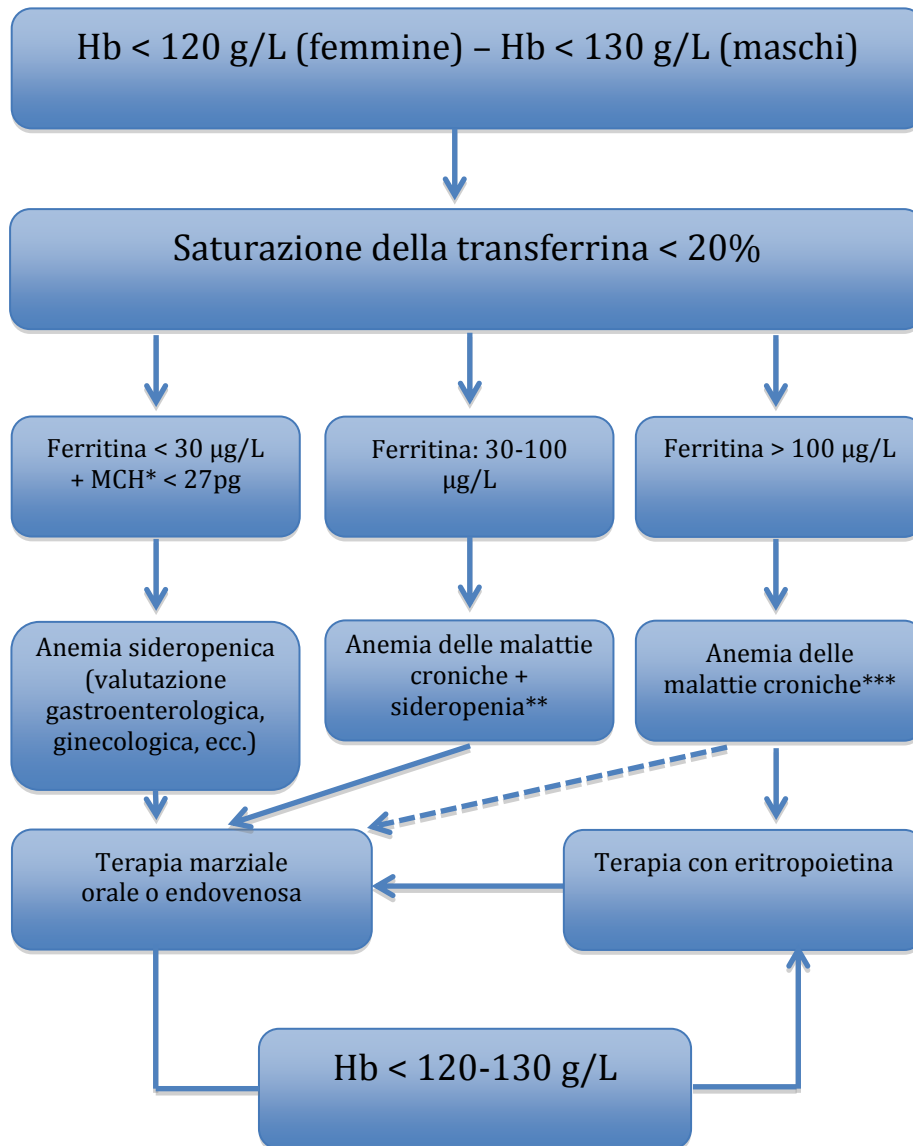 Hb < 120 g/L (femmine) – Hb < 130 g/L (maschi)
Saturazione della transferrina < 20%
Ferritina < 30 µg/L
+ MCH* < 27pg
Ferritina: 30-100
µg/L
Ferritina > 100 µg/L
Anemia sideropenica
(valutazione
gastroenterologica,
ginecologica, ecc.)
Anemia delle malattie
croniche +
sideropenia**
Anemia delle
malattie croniche***
Terapia marziale
orale o endovenosa
Terapia con eritropoietina
Hb < 120-130 g/L